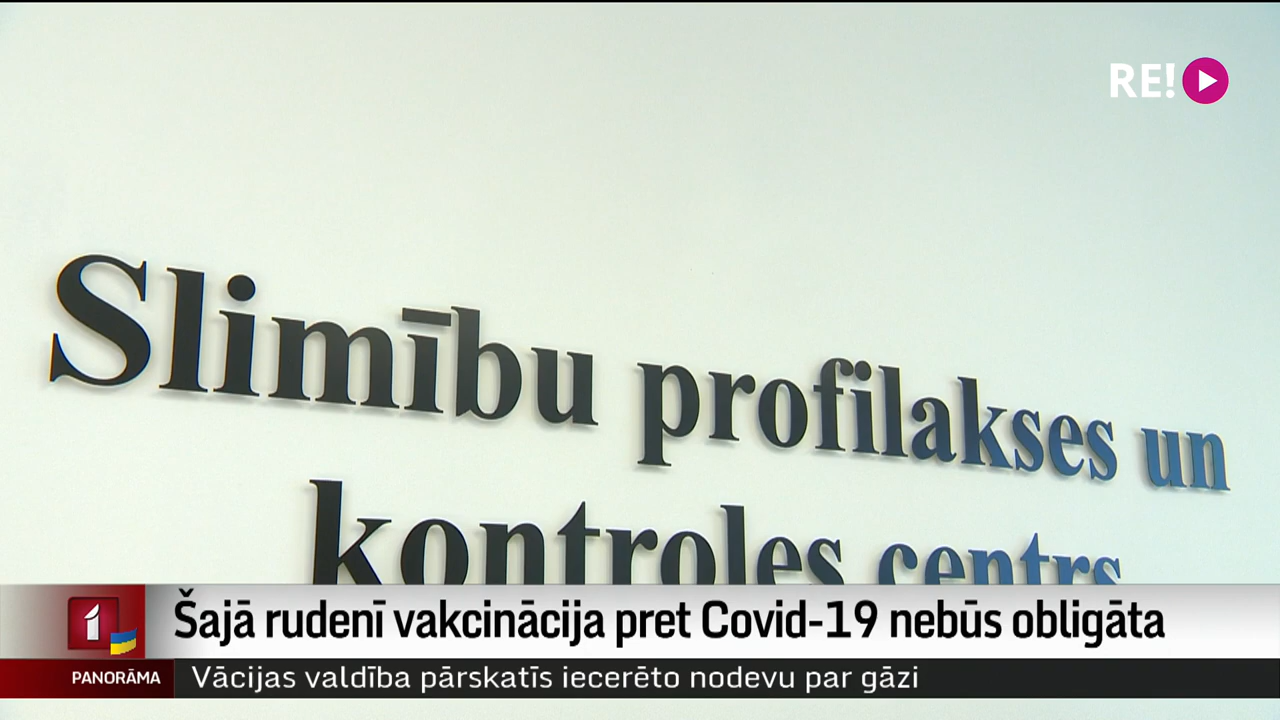 RE!
Slimību profilakses un
kontroles centrs
1
Šajā rudenī vakcinācija pret Covid-19 nebūs obligāta
PANORĀMA
Vācijas valdība pārskatīs iecerēto nodevu par gāzi